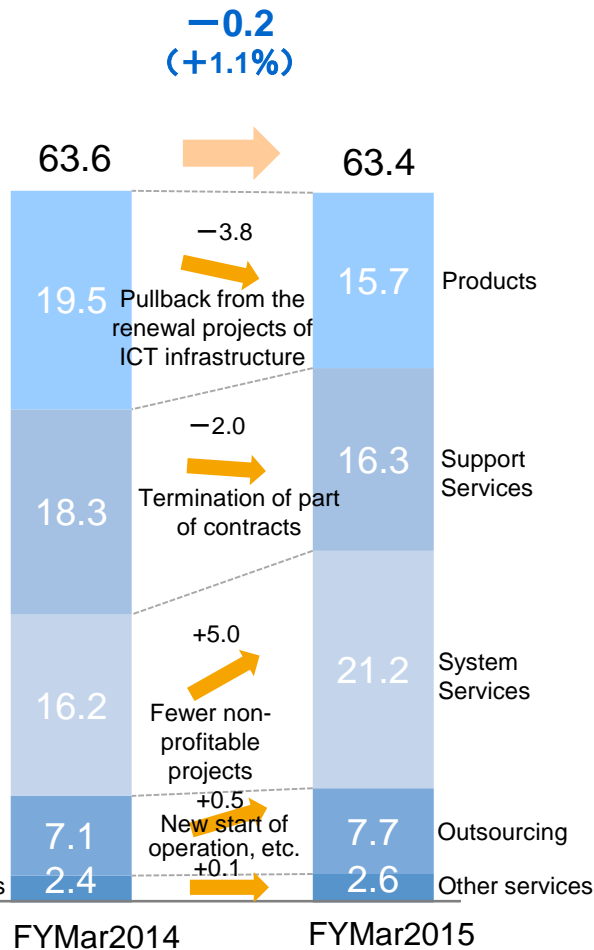 −0.2
(+1.1%)
63.6
63.4
−3.8
19.5
15.7
Products
Pullback from the
renewal projects of
ICT infrastructure
−2.0
18.3
16.3
Support
Services
Termination of part
of contracts
+5.0
16.2
21.2
System
Services
Fewer non-
profitable
projects
+0.5
7.1
7.7
Outsourcing
New start of
operation, etc.
+0.1
s
2.4
2.6
Other services
FYMar2014
FYMar2015